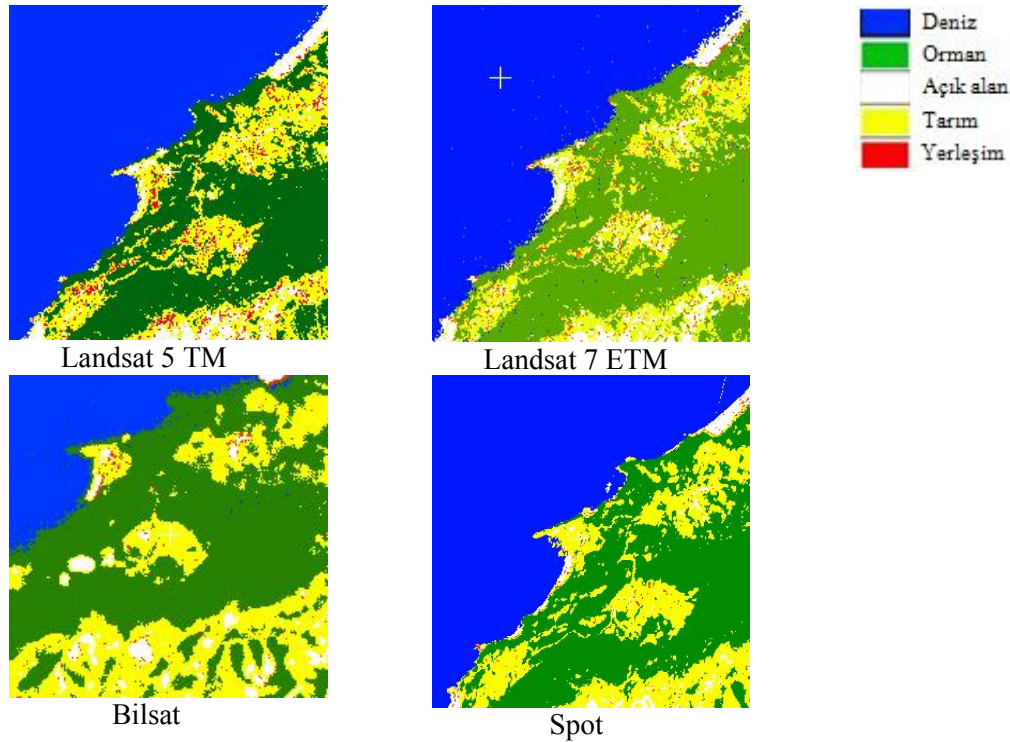 Deniz
Orman
Açık alan
Tarım
Yerleşim
Landsat 5 TM
Landsat 7 ETM
Bilsat
Spot